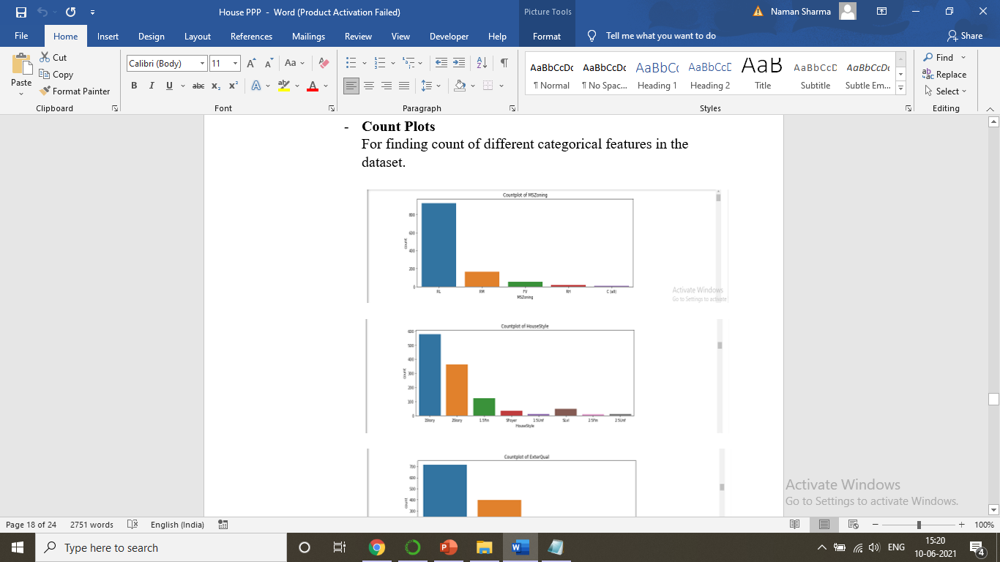 House PPP - Word (Product Activation Failed)
Picture Tools
Naman Sharma
File Home Insert Design Layout References Mailings Review View Developer Help Format Tell me what you want to do Share
Paste
Cut
Copy
Format Painter
Clipboard
Calibri (Body) 11
B I U abc x₂ x² A A
Aa
Font
Paragraph
AaBbCcDc AaBbCcDc AaBbCc AaBbCcD AaB AaBbCcD AaBbCcDc
¶ Normal ¶ No Spac... Heading 1 Heading 2 Title Subtitle Subtle Em...
Styles
Find
Replace
Select
Editing
- Count Plots
For finding count of different categorical features in the
dataset.
Countplot of MSZoning
800
600
400
200
0
count
RL RM FV RH C (all)
MSZoning
Activate Windows
Go to Settings to activate
Countplot of HouseStyle
600
500
400
300
200
100
0
count
1Story 2Story 1.5Fin SFoyer 1.5Unf SLvl 2.5Fin 2.5Unf
HouseStyle
Countplot of ExterQual
700
600
500
400
300
count
Activate Windows
Go to Settings to activate Windows.
Page 18 of 24 2751 words English (India) 100%
Type here to search
ENG
15:20
10-06-2021
4